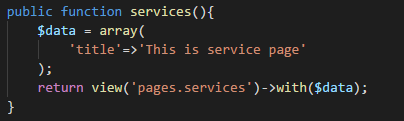 public function services(){
    $data = array(
        'title'=>'This is service page'
    );
    return view('pages.services')->with($data);
}